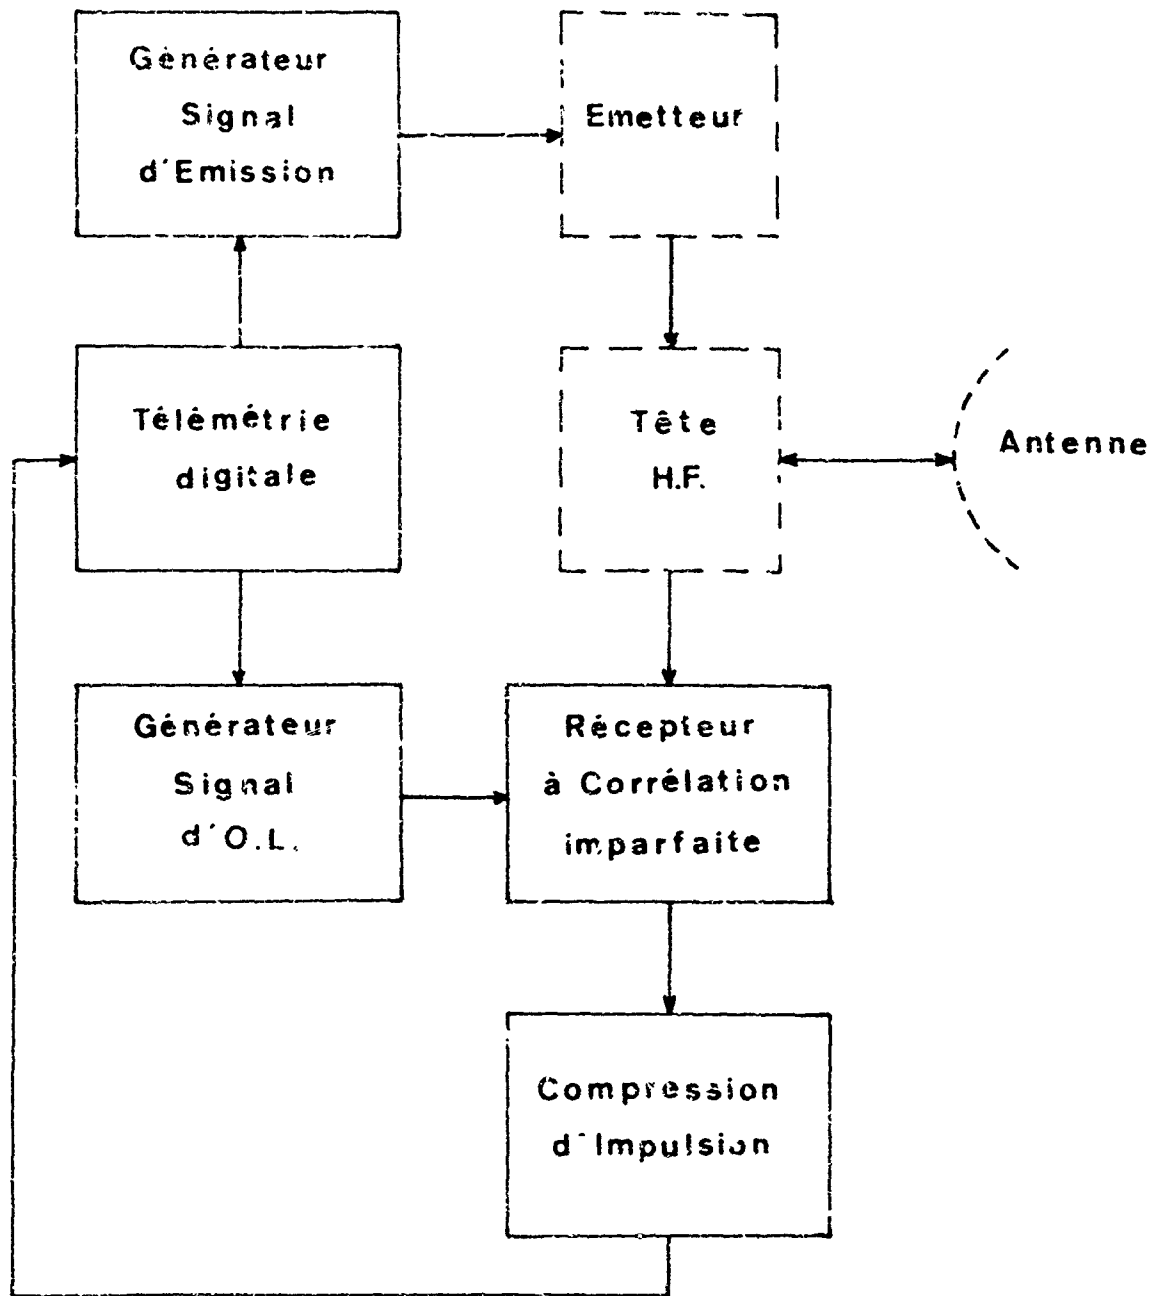 Générateur
Signal
d'Emission
Emetteur
Télémétrie
digitale
Tête
H.F.
Antenne
Générateur
Signal
d'O.L.
Récepteur
à Corrélation
imparfaite
Compression
d'Impulsion